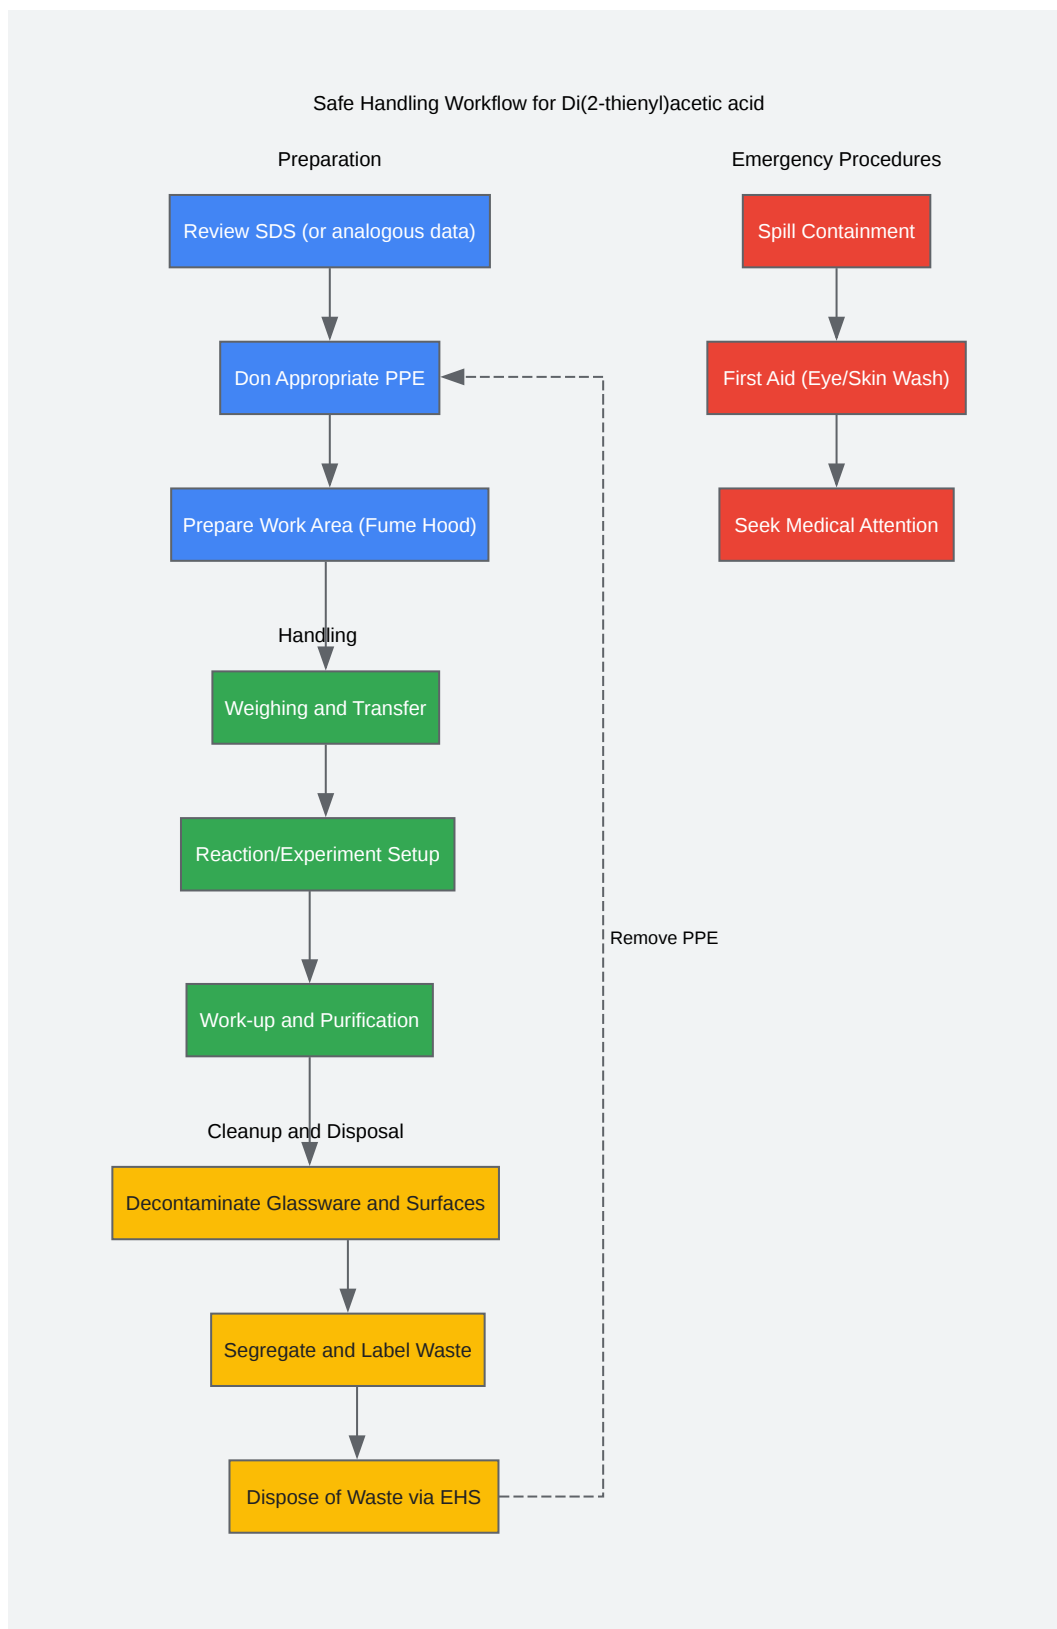 Safe Handling Workflow for Di(2-thienyl)acetic acid
Preparation
Review SDS (or analogous data)
Don Appropriate PPE
Prepare Work Area (Fume Hood)
Handling
Weighing and Transfer
Reaction/Experiment Setup
Work-up and Purification
Cleanup and Disposal
Decontaminate Glassware and Surfaces
Segregate and Label Waste
Dispose of Waste via EHS
Remove PPE
Emergency Procedures
Spill Containment
First Aid (Eye/Skin Wash)
Seek Medical Attention